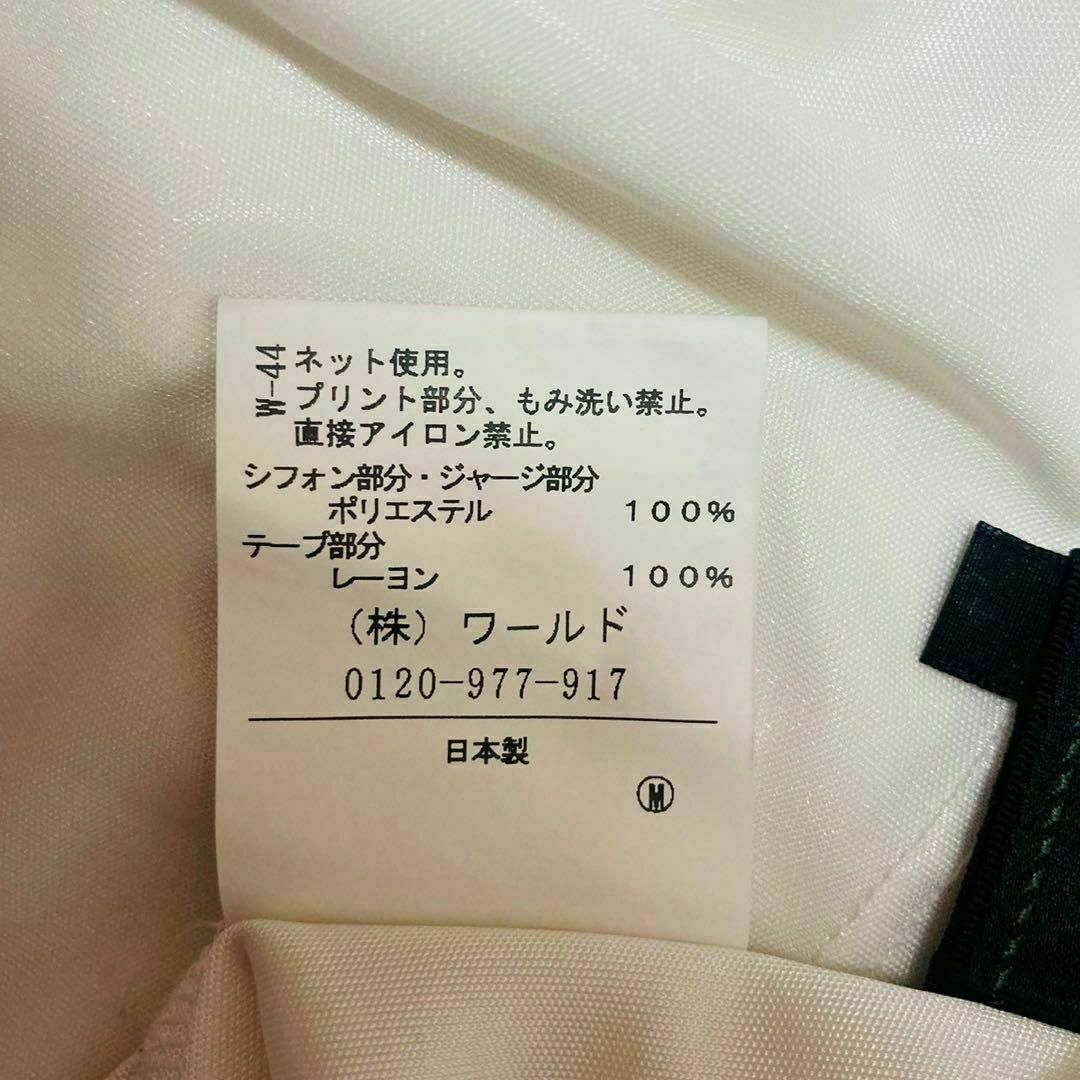 W-44
ネット使用。
プリント部分、もみ洗い禁止。
直接アイロン禁止。
シフォン部分・ジャージ部分
ポリエステル 100%
テープ部分
レーヨン 100%
(株) ワールド
0120-977-917
日本製
Ⓜ